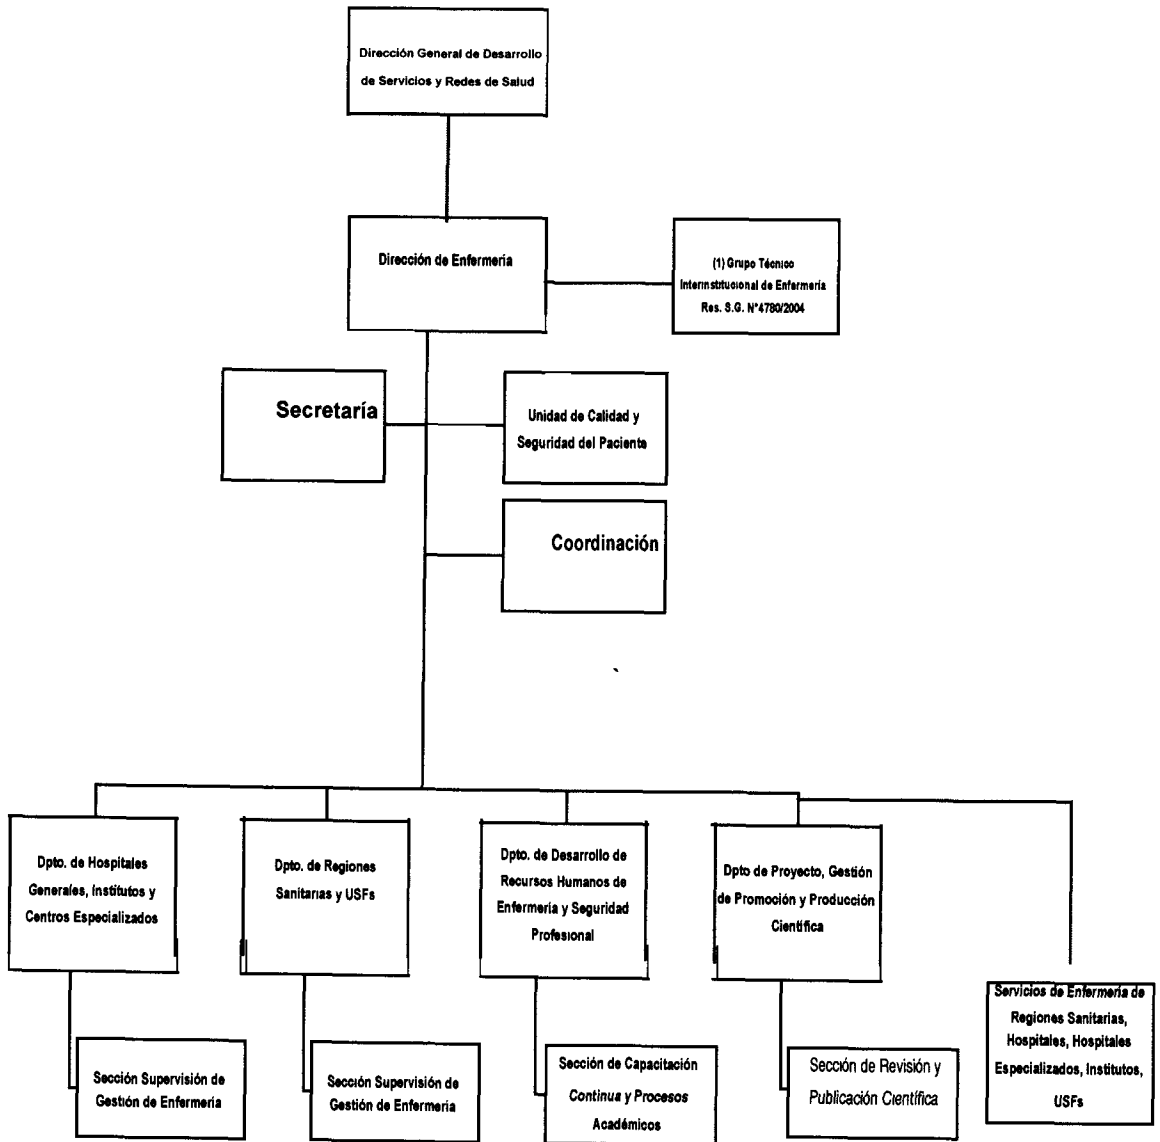 Dirección General de Desarrollo
de Servicios y Redes de Salud
Dirección de Enfermería
(1) Grupo Técnico
Interinstitucional de Enfermería
Res. S.G. N°4780/2004
Secretaría
Unidad de Calidad y
Seguridad del Paciente
Coordinación
Dpto. de Hospitales
Generales, Institutos y
Centros Especializados
Dpto. de Regiones
Sanitarias y USFs
Dpto. de Desarrollo de
Recursos Humanos de
Enfermería y Seguridad
Profesional
Dpto de Proyecto, Gestión
de Promoción y Producción
Científica
Servicios de Enfermería de
Regiones Sanitarias,
Hospitales, Hospitales
Especializados, Institutos,
USFs
Sección Supervisión de
Gestión de Enfermería
Sección Supervisión de
Gestión de Enfermería
Sección de Capacitación
Continua y Procesos
Académicos
Sección de Revisión y
Publicación Científica